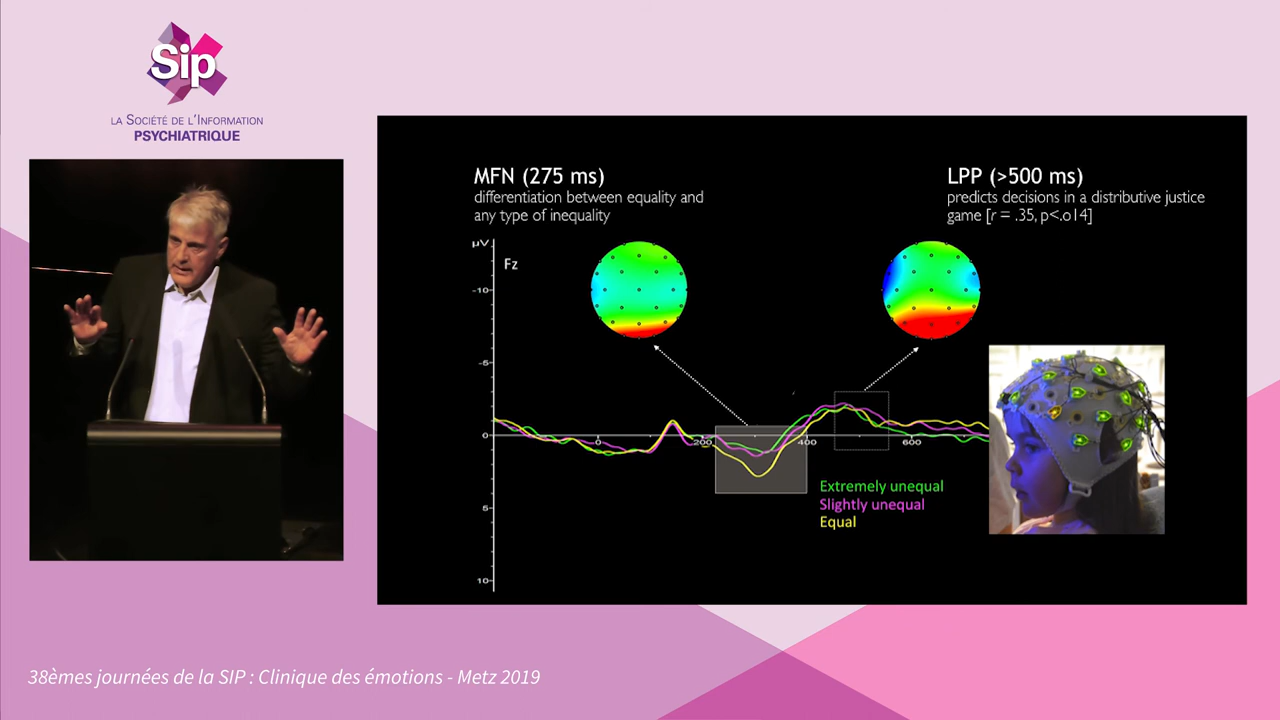 Sip
LA SOCIÉTÉ DE L'INFORMATION
PSYCHIATRIQUE
MFN (275 ms)
differentiation between equality and
any type of inequality
LPP (>500 ms)
predicts decisions in a distributive justice
game [r = .35, p<.o14]
µV
Fz
-10
-5
0
5
10
0
200
400
600
Extremely unequal
Slightly unequal
Equal
38èmes journées de la SIP : Clinique des émotions - Metz 2019